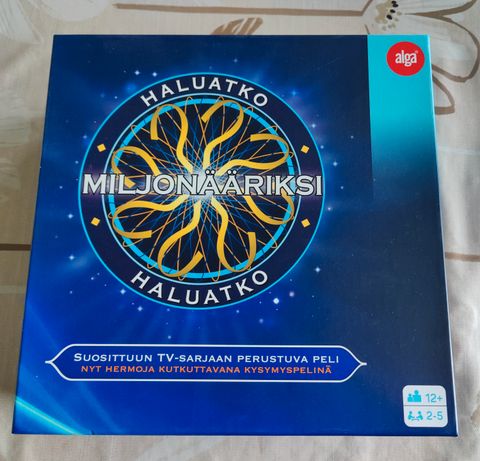 alga
HALUATKO
MILJONÄÄRIKSI
HALUATKO
SUOSITTUUN TV-SARJAAN PERUSTUVA PELI
NYT HERMOJA KUTKUTTAVANA KYSYMYSPELINÄ
12+
2-5